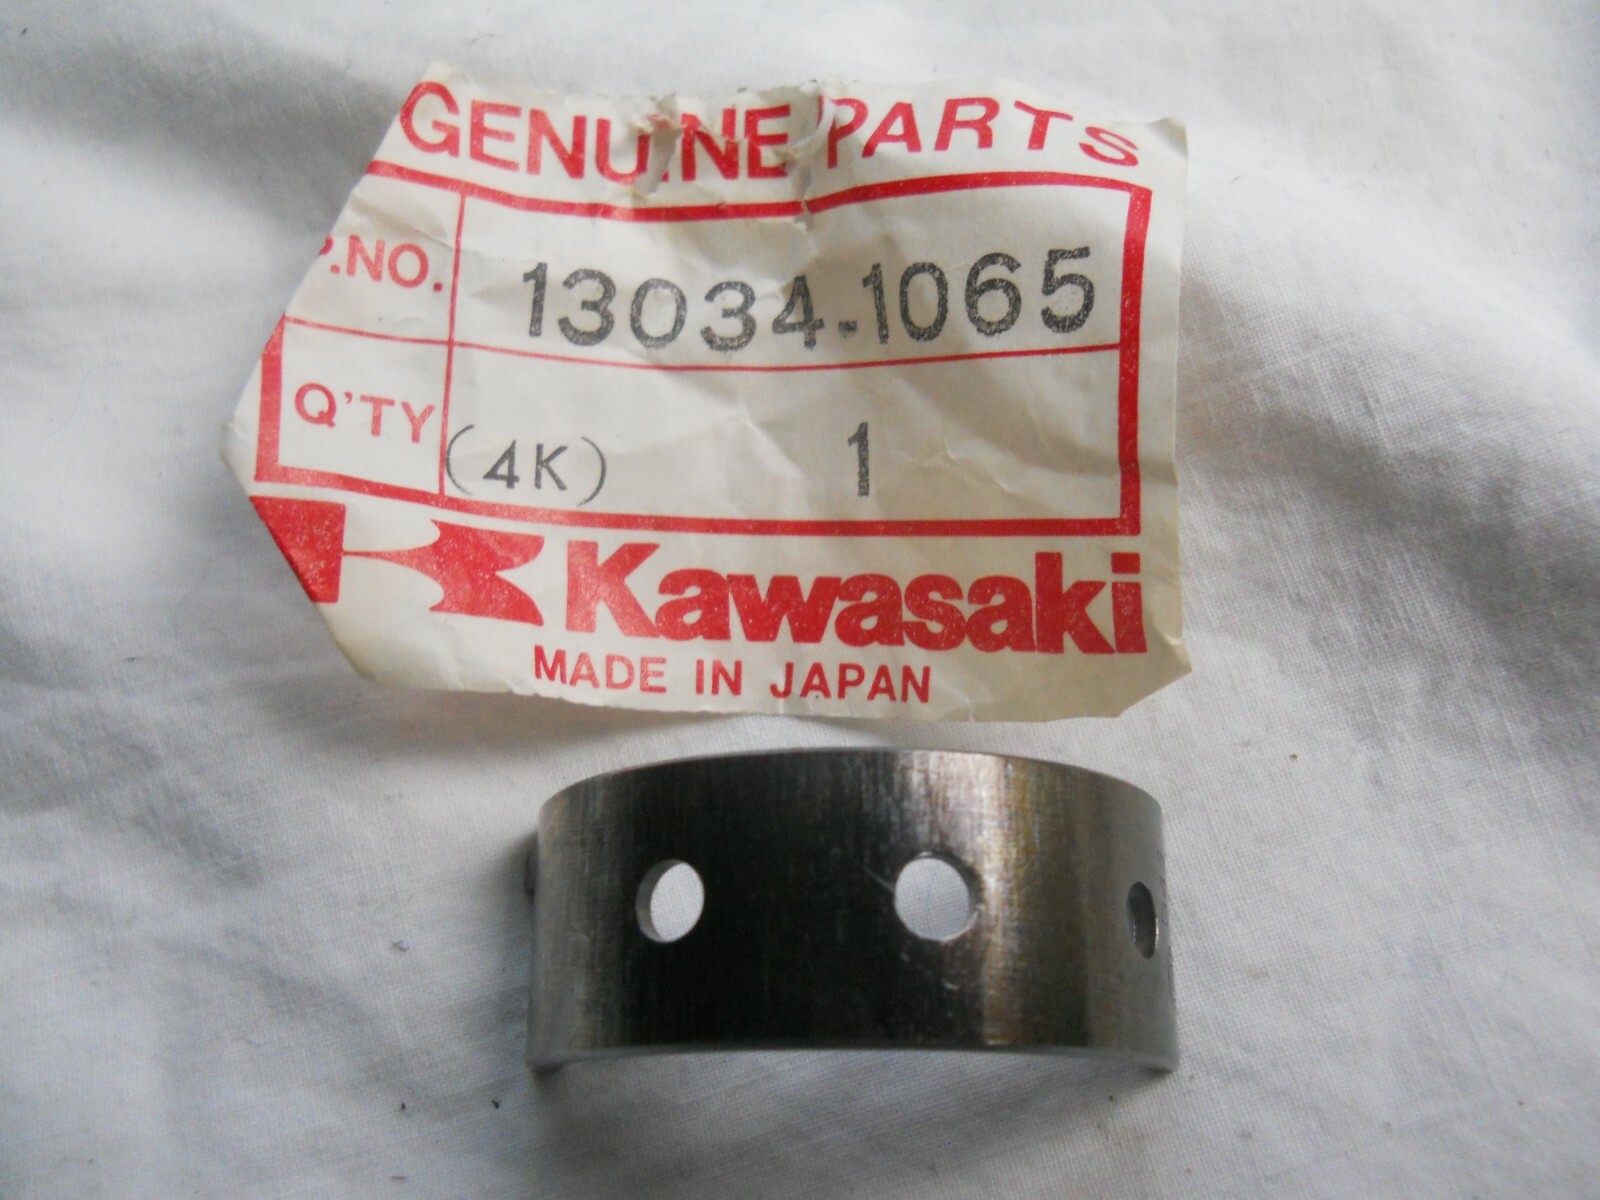 GENUINE PARTS
P.NO. 13034-1065
Q'TY (4K) 1
Kawasaki
MADE IN JAPAN